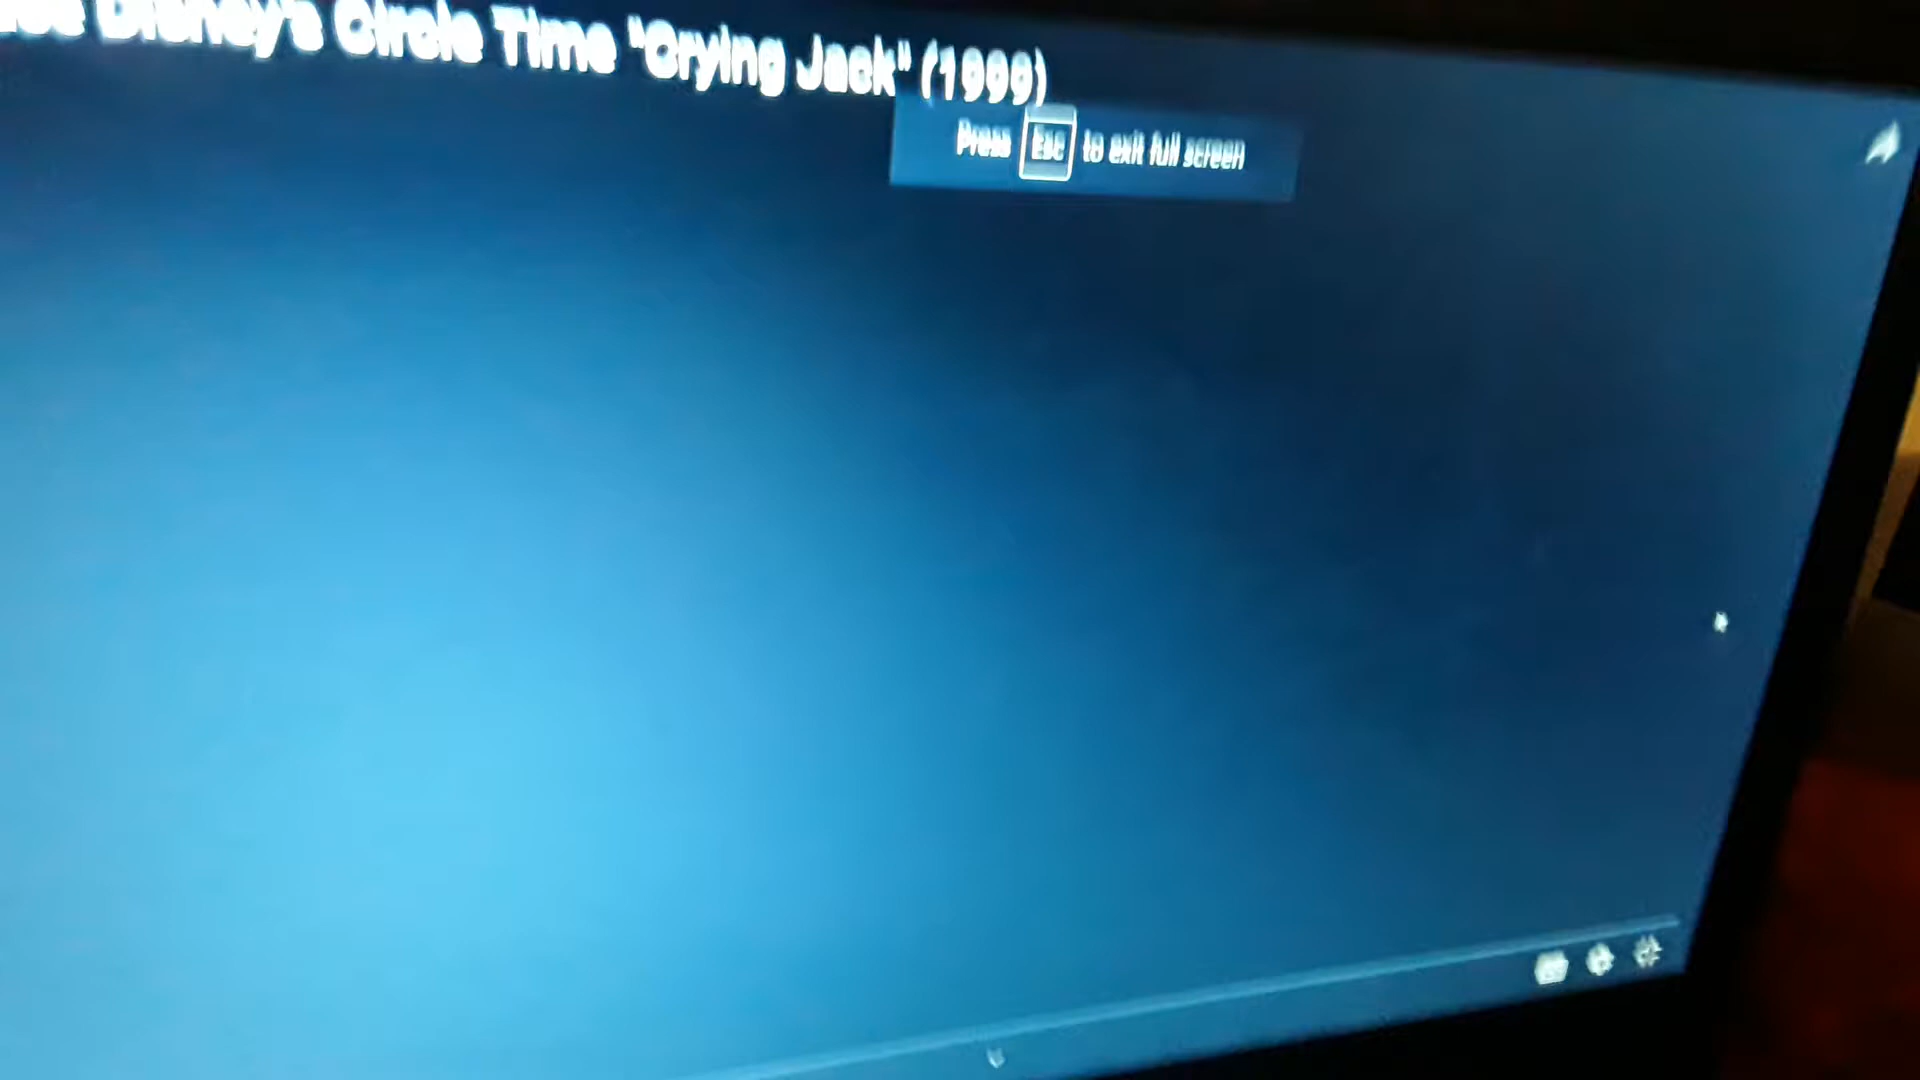 Disney's Circle Time "Crying Jack" (1999)
Press Esc to exit full screen